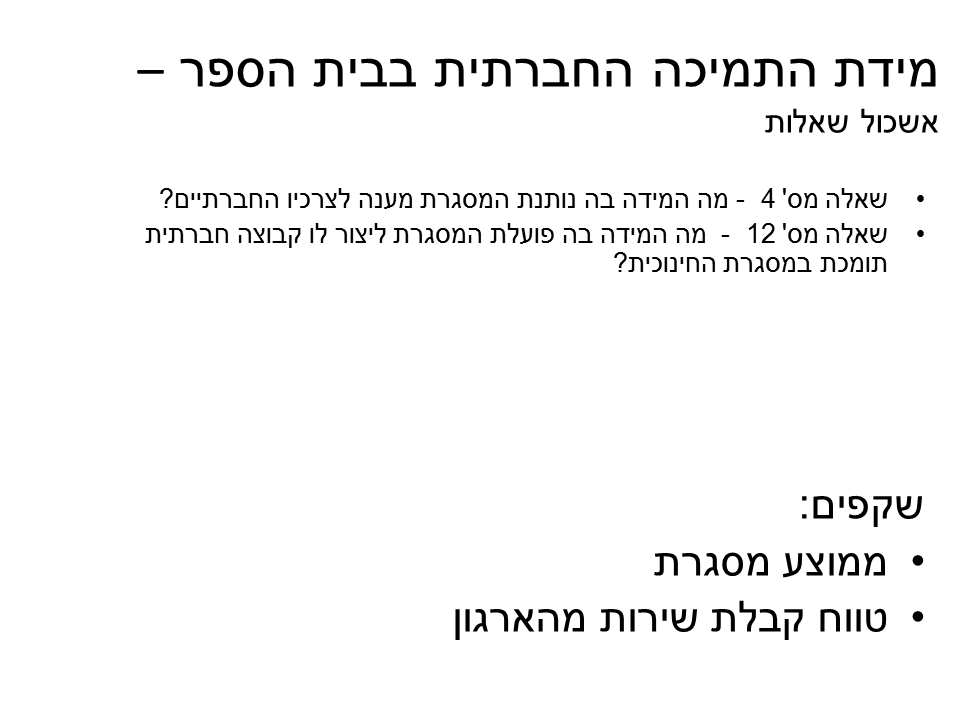 מידת התמיכה החברתית בבית הספר –
אשכול שאלות
• שאלה מס' 4 - מה המידה בה נותנת המסגרת מענה לצרכיו החברתיים?
• שאלה מס' 12 - מה המידה בה פועלת המסגרת ליצור לו קבוצה חברתית
תומכת במסגרת החינוכית?
שקפים:
• ממוצע מסגרת
• טווח קבלת שירות מהארגון